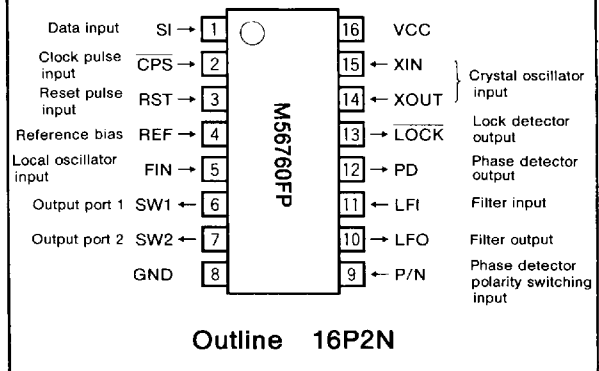 Data input SI → 1 16 VCC
Clock pulse input C̅P̅S̅ → 2 15 ← XIN
Reset pulse input RST → 3 14 ← XOUT
Crystal oscillator input
Reference bias REF → 4 13 → L̅O̅C̅K̅ Lock detector output
Local oscillator input FIN → 5 12 → PD Phase detector output
Output port 1 SW1 ← 6 11 ← LFI Filter input
Output port 2 SW2 ← 7 10 → LFO Filter output
GND 8 9 ← P/N Phase detector polarity switching input
M56760FP
Outline 16P2N